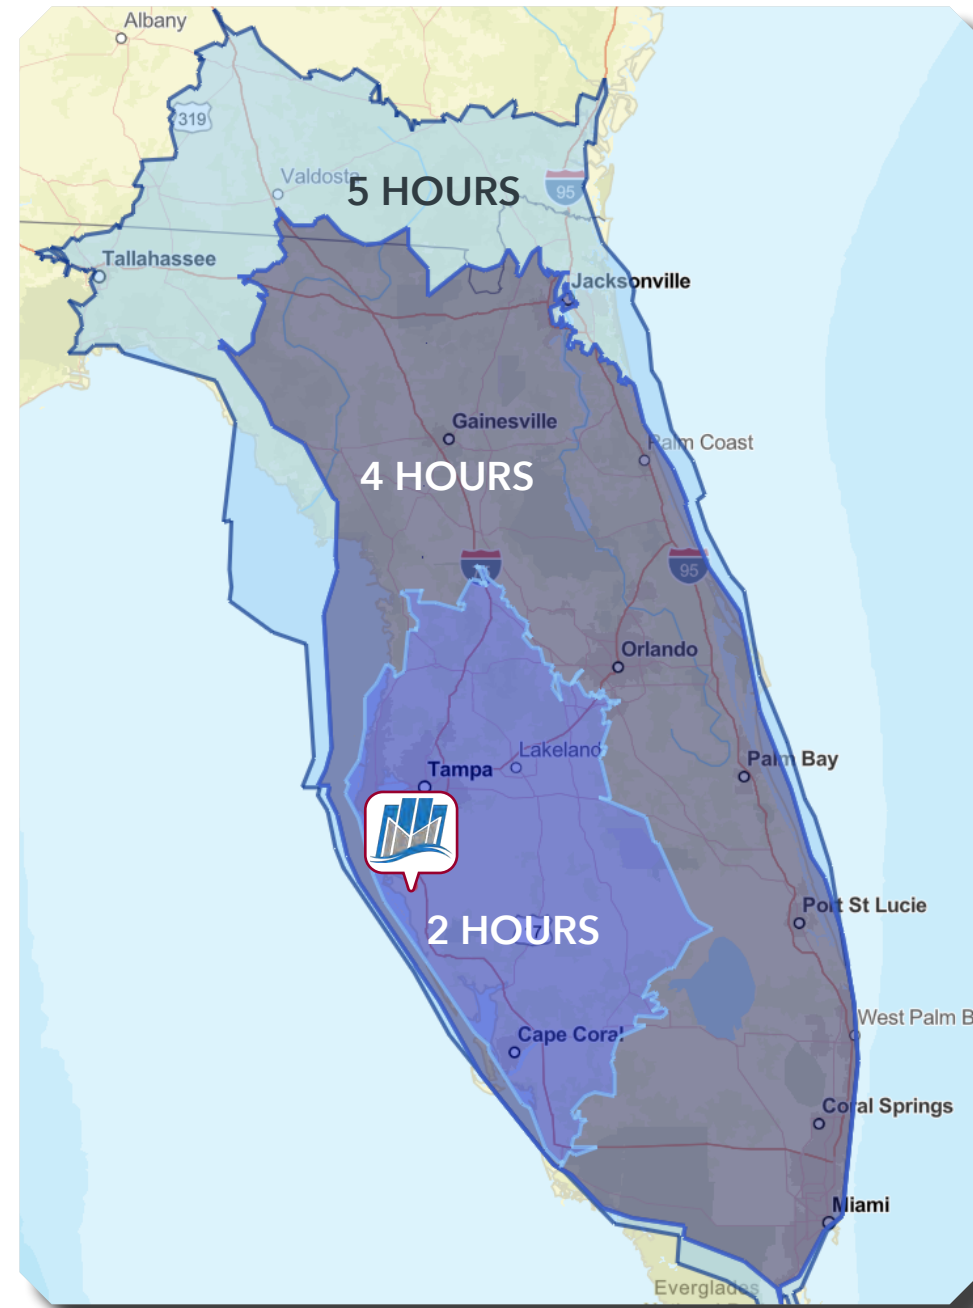 Albany
319
Valdosta
5 HOURS
95
Tallahassee
Jacksonville
Gainesville
Palm Coast
4 HOURS
95
Orlando
Lakeland
Palm Bay
Tampa
Port St Lucie
2 HOURS
West Palm B
Cape Coral
Coral Springs
Miami
Everglades